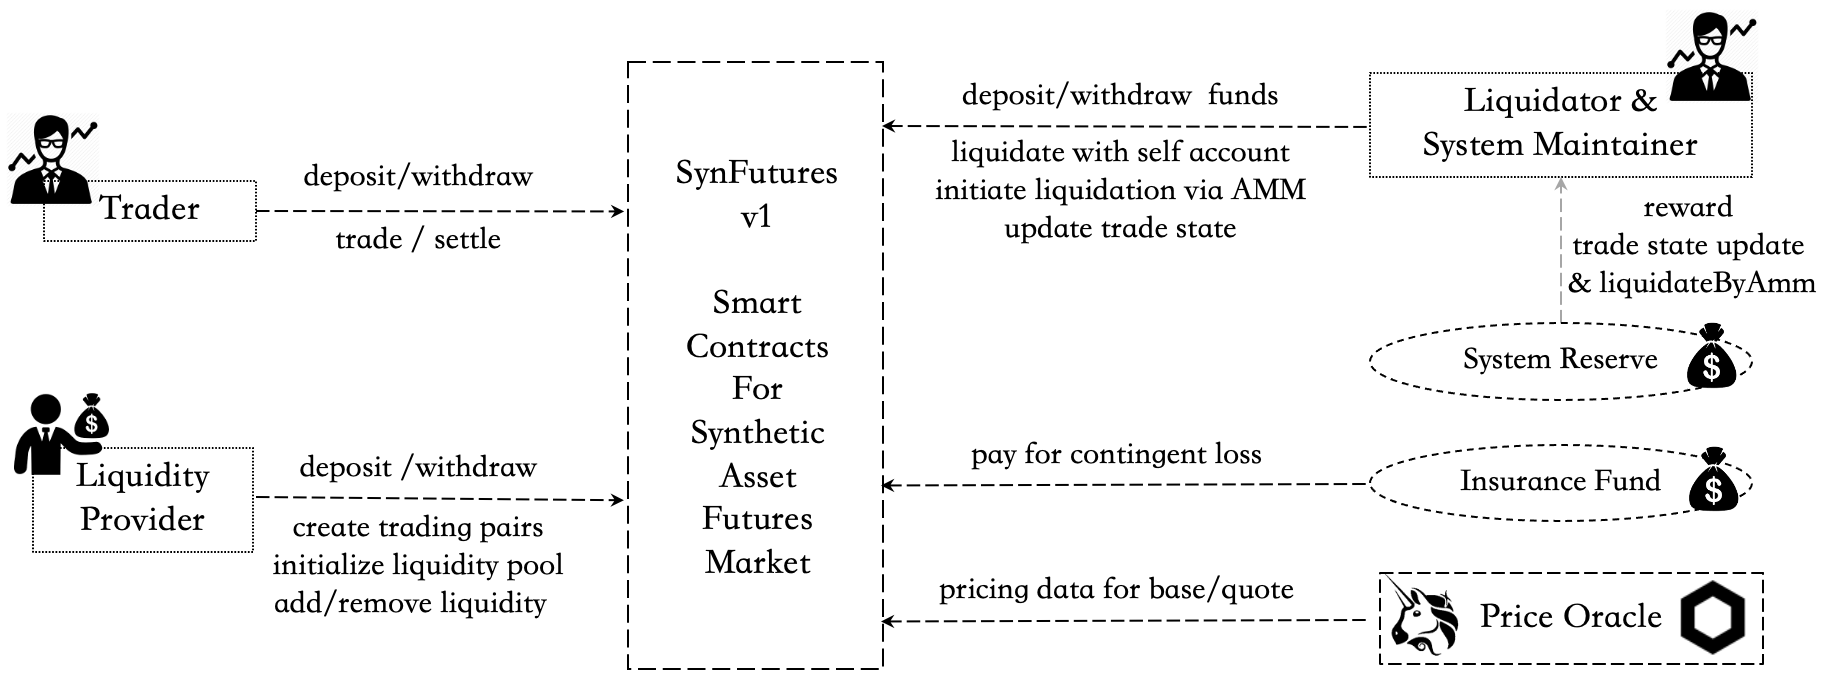 Trader
deposit/withdraw
trade / settle
Liquidity
Provider
deposit /withdraw
create trading pairs
initialize liquidity pool
add/remove liquidity
SynFutures
v1
Smart
Contracts
For
Synthetic
Asset
Futures
Market
deposit/withdraw funds
liquidate with self account
initiate liquidation via AMM
update trade state
Liquidator &
System Maintainer
reward
trade state update
& liquidateByAmm
System Reserve
$
pay for contingent loss
Insurance Fund
$
pricing data for base/quote
Price Oracle
$